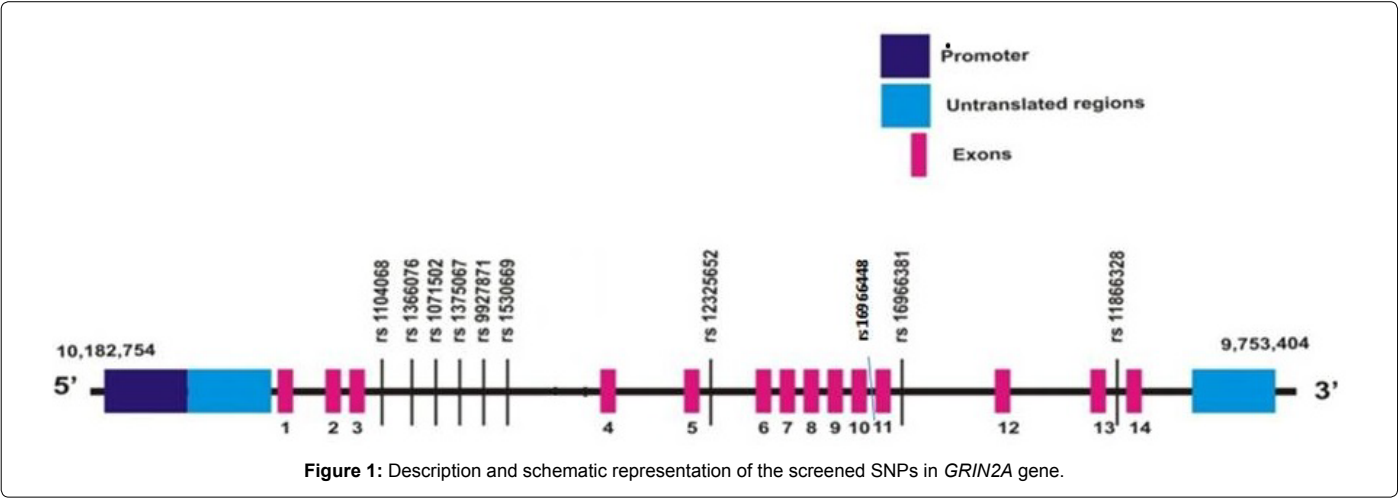 Promoter
Untranslated regions
Exons
rs 1104068
rs 1366076
rs 1071502
rs 1375067
rs 9927871
rs 1530669
rs 12325652
rs16966448
rs 16966381
rs 11866328
10,182,754
9,753,404
5’
3’
1 2 3 4 5 6 7 8 9 10 11 12 13 14
Figure 1: Description and schematic representation of the screened SNPs in GRIN2A gene.